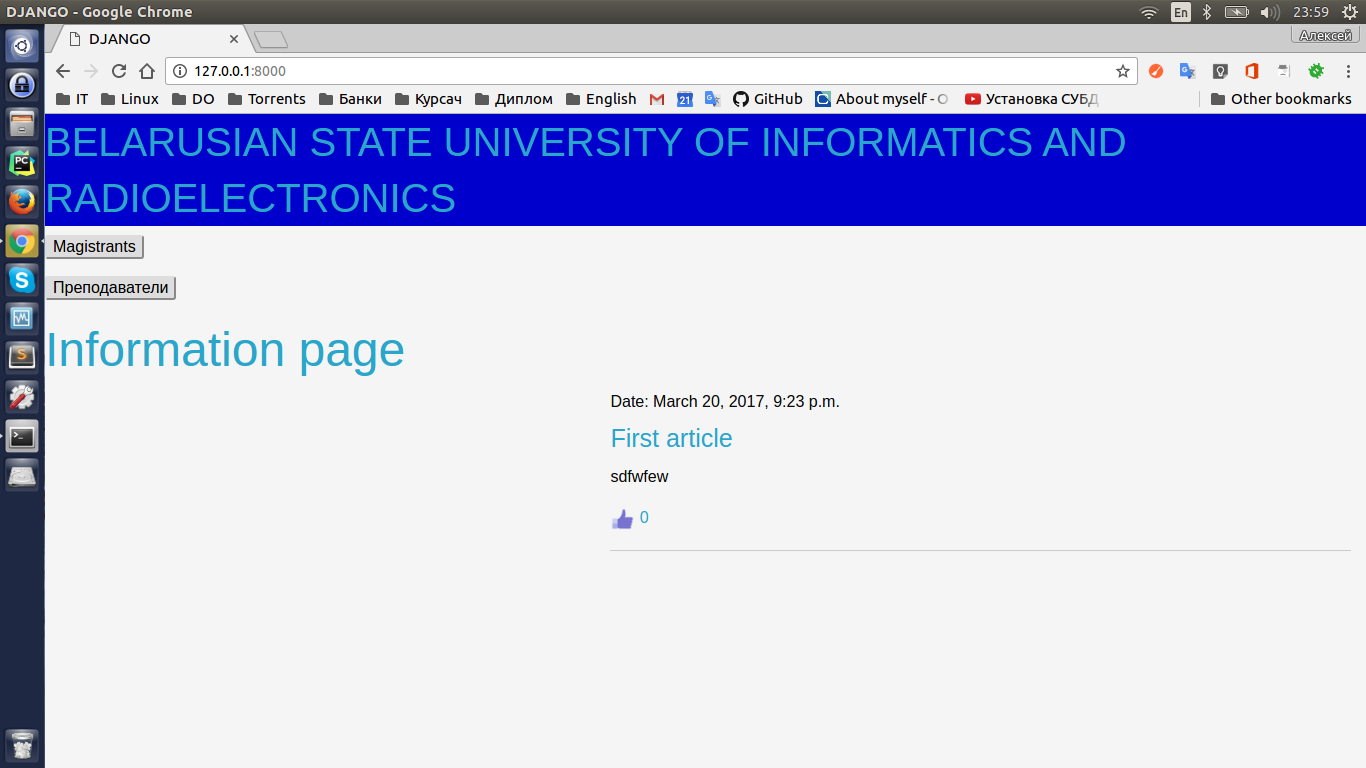 DJANGO - Google Chrome
En
23:59
DJANGO
Алексей
127.0.0.1:8000
IT
Linux
DO
Torrents
Банки
Курсач
Диплом
English
21
GitHub
About myself - О
Установка СУБД
Other bookmarks
BELARUSIAN STATE UNIVERSITY OF INFORMATICS AND
RADIOELECTRONICS
Magistrants
Преподаватели
Information page
Date: March 20, 2017, 9:23 p.m.
First article
sdfwfew
0
PC
S
S
>_